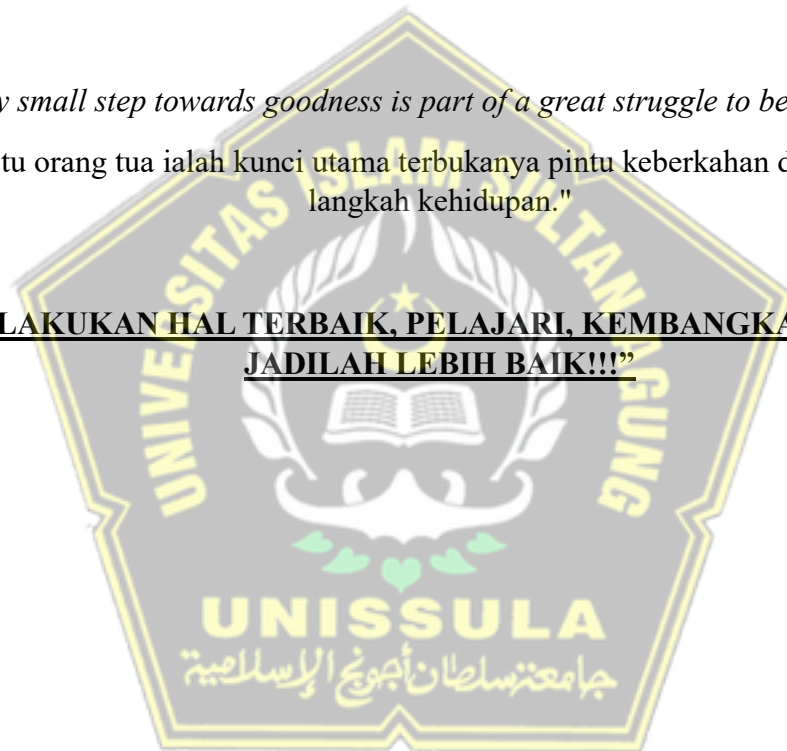 y small step towards goodness is part of a great struggle to be
tu orang tua ialah kunci utama terbukanya pintu keberkahan d
langkah kehidupan."
LAKUKAN HAL TERBAIK, PELAJARI, KEMBANGKA
JADILAH LEBIH BAIK!!!”
UNIVERSITAS ISLAM SULTAN AGUNG
UNISSULA
جامعة سلطان أجونج الإسلامية